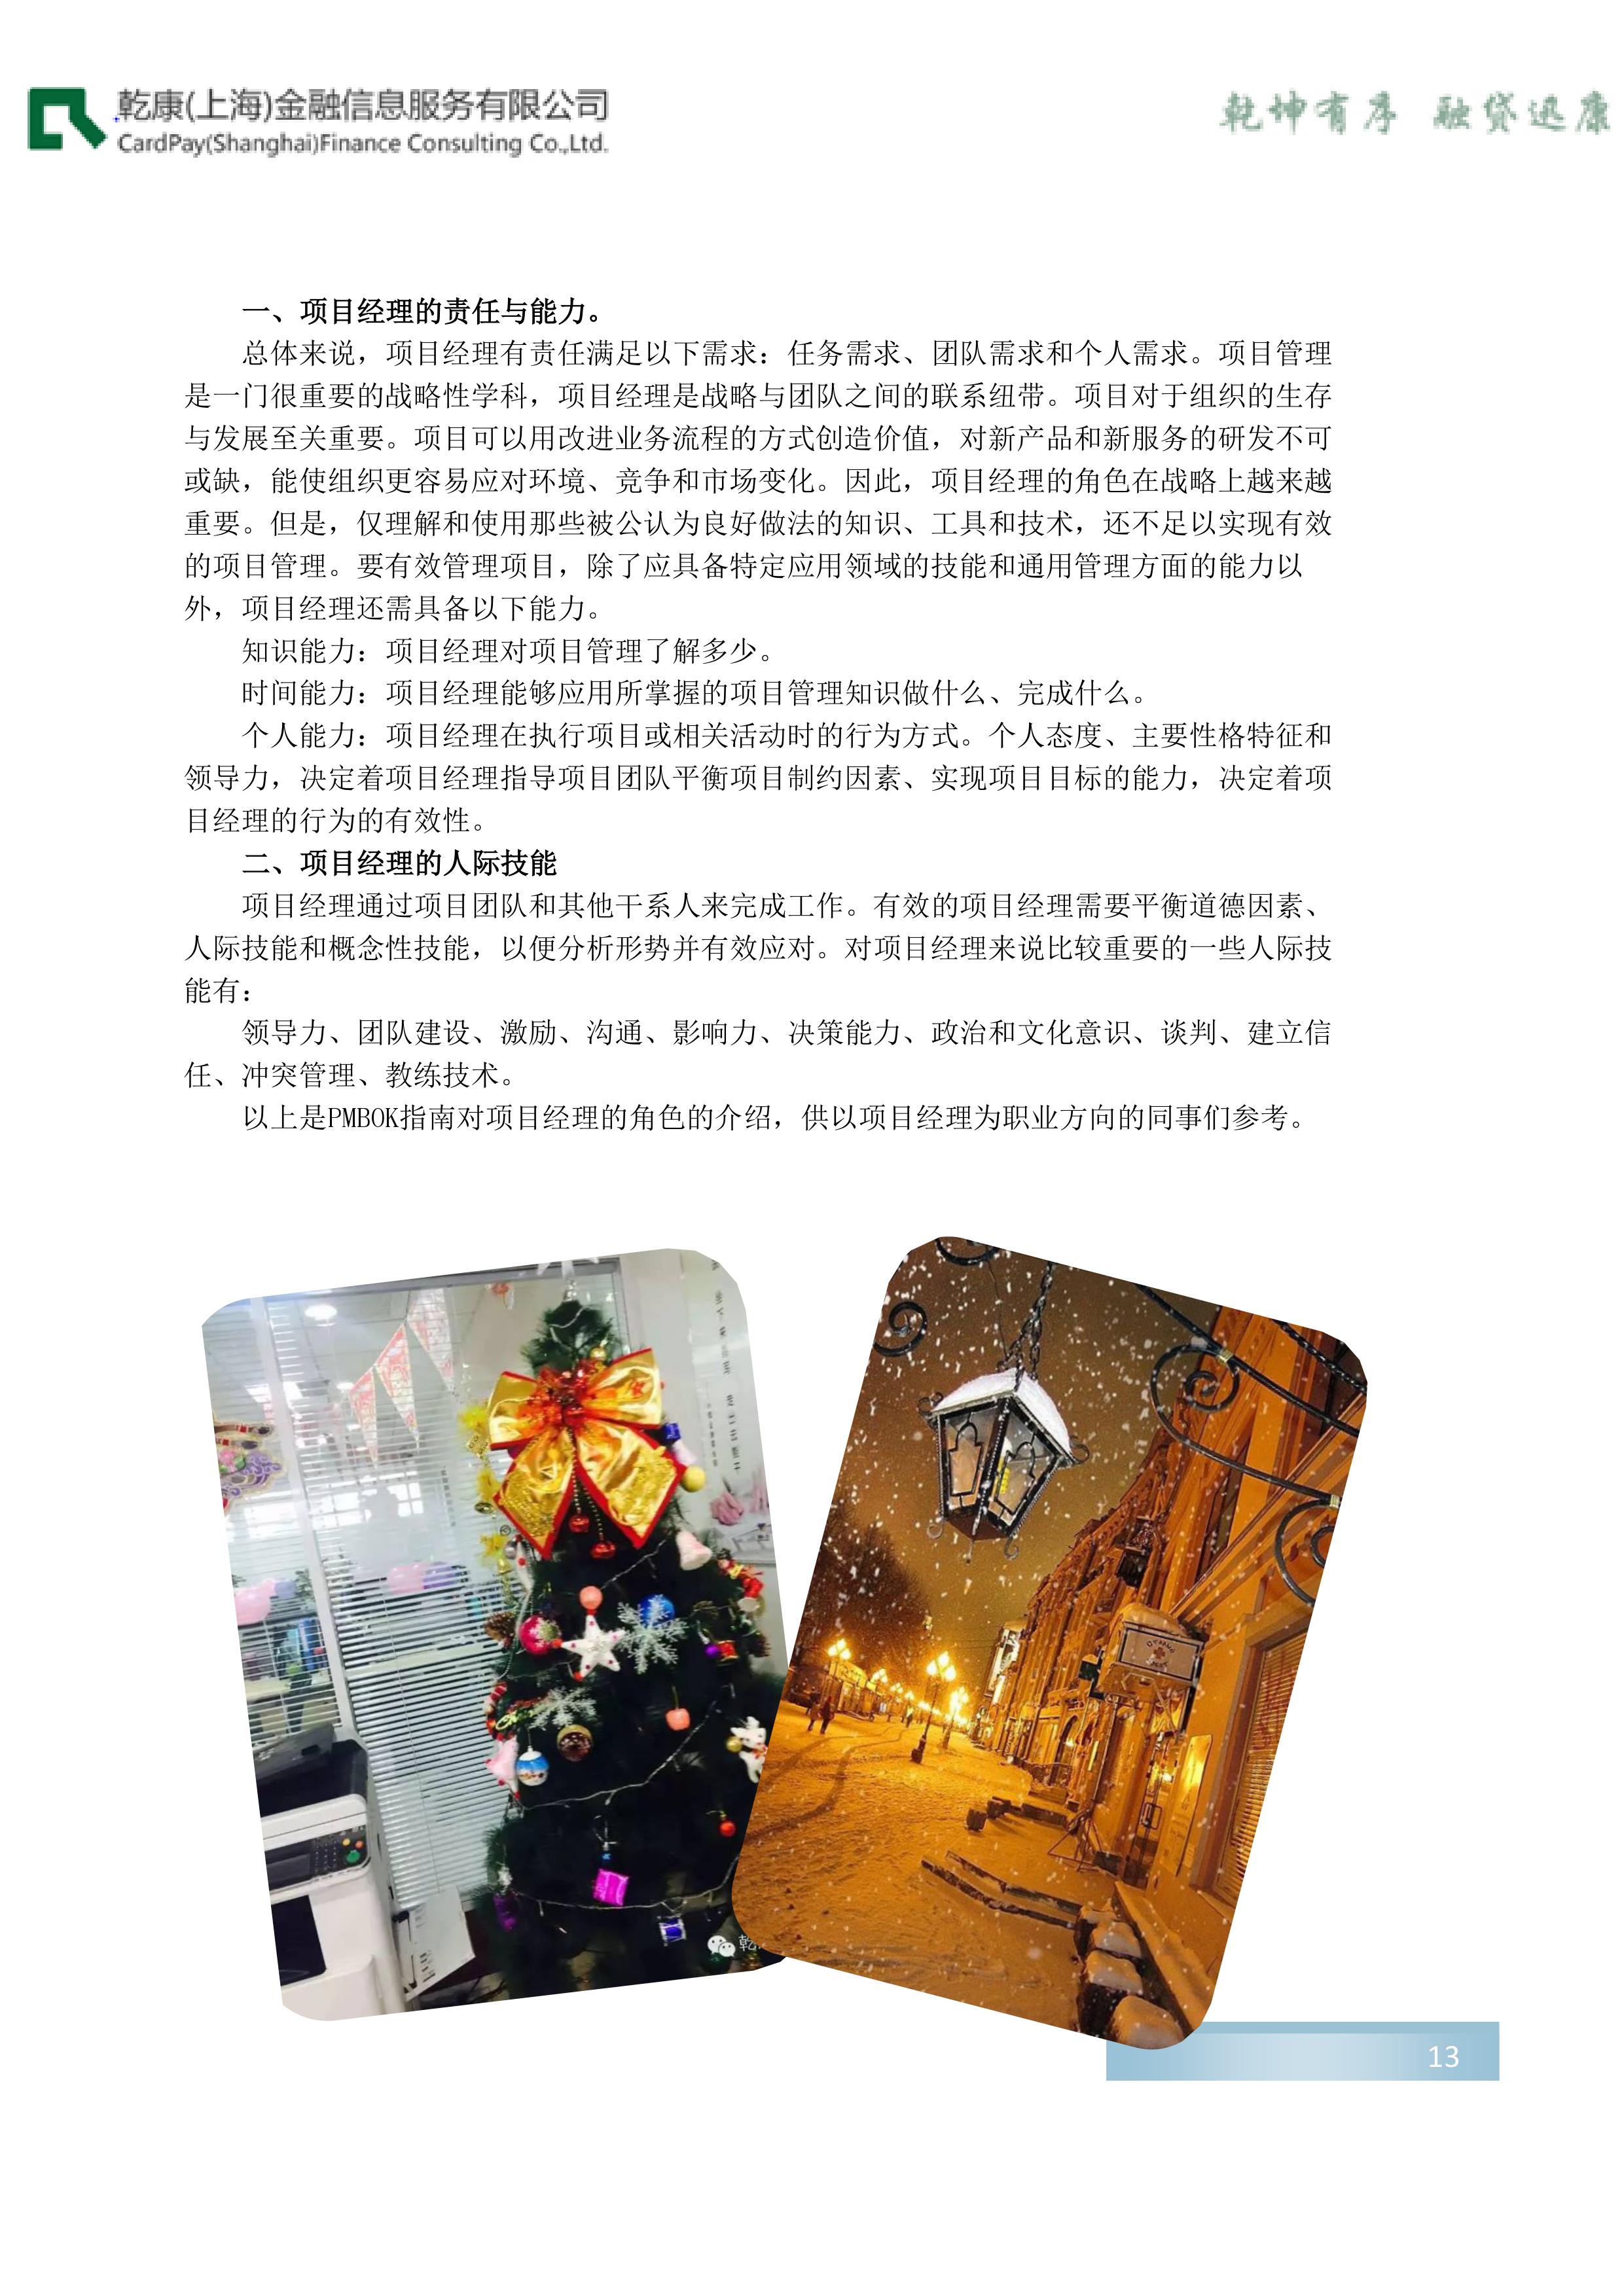 乾康(上海)金融信息服务有限公司
CardPay(Shanghai)Finance Consulting Co.,Ltd.
乾坤有序 融贷迅康
一、项目经理的责任与能力。
总体来说，项目经理有责任满足以下需求：任务需求、团队需求和个人需求。项目管理
是一门很重要的战略性学科，项目经理是战略与团队之间的联系纽带。项目对于组织的生存
与发展至关重要。项目可以用改进业务流程的方式创造价值，对新产品和新服务的研发不可
或缺，能使组织更容易应对环境、竞争和市场变化。因此，项目经理的角色在战略上越来越
重要。但是，仅理解和使用那些被公认为良好做法的知识、工具和技术，还不足以实现有效
的项目管理。要有效管理项目，除了应具备特定应用领域的技能和通用管理方面的能力以
外，项目经理还需具备以下能力。
知识能力：项目经理对项目管理了解多少。
时间能力：项目经理能够应用所掌握的项目管理知识做什么、完成什么。
个人能力：项目经理在执行项目或相关活动时的行为方式。个人态度、主要性格特征和
领导力，决定着项目经理指导项目团队平衡项目制约因素、实现项目目标的能力，决定着项
目经理的行为的有效性。
二、项目经理的人际技能
项目经理通过项目团队和其他干系人来完成工作。有效的项目经理需要平衡道德因素、
人际技能和概念性技能，以便分析形势并有效应对。对项目经理来说比较重要的一些人际技
能有：
领导力、团队建设、激励、沟通、影响力、决策能力、政治和文化意识、谈判、建立信
任、冲突管理、教练技术。
以上是PMBOK指南对项目经理的角色的介绍，供以项目经理为职业方向的同事们参考。
乾
13